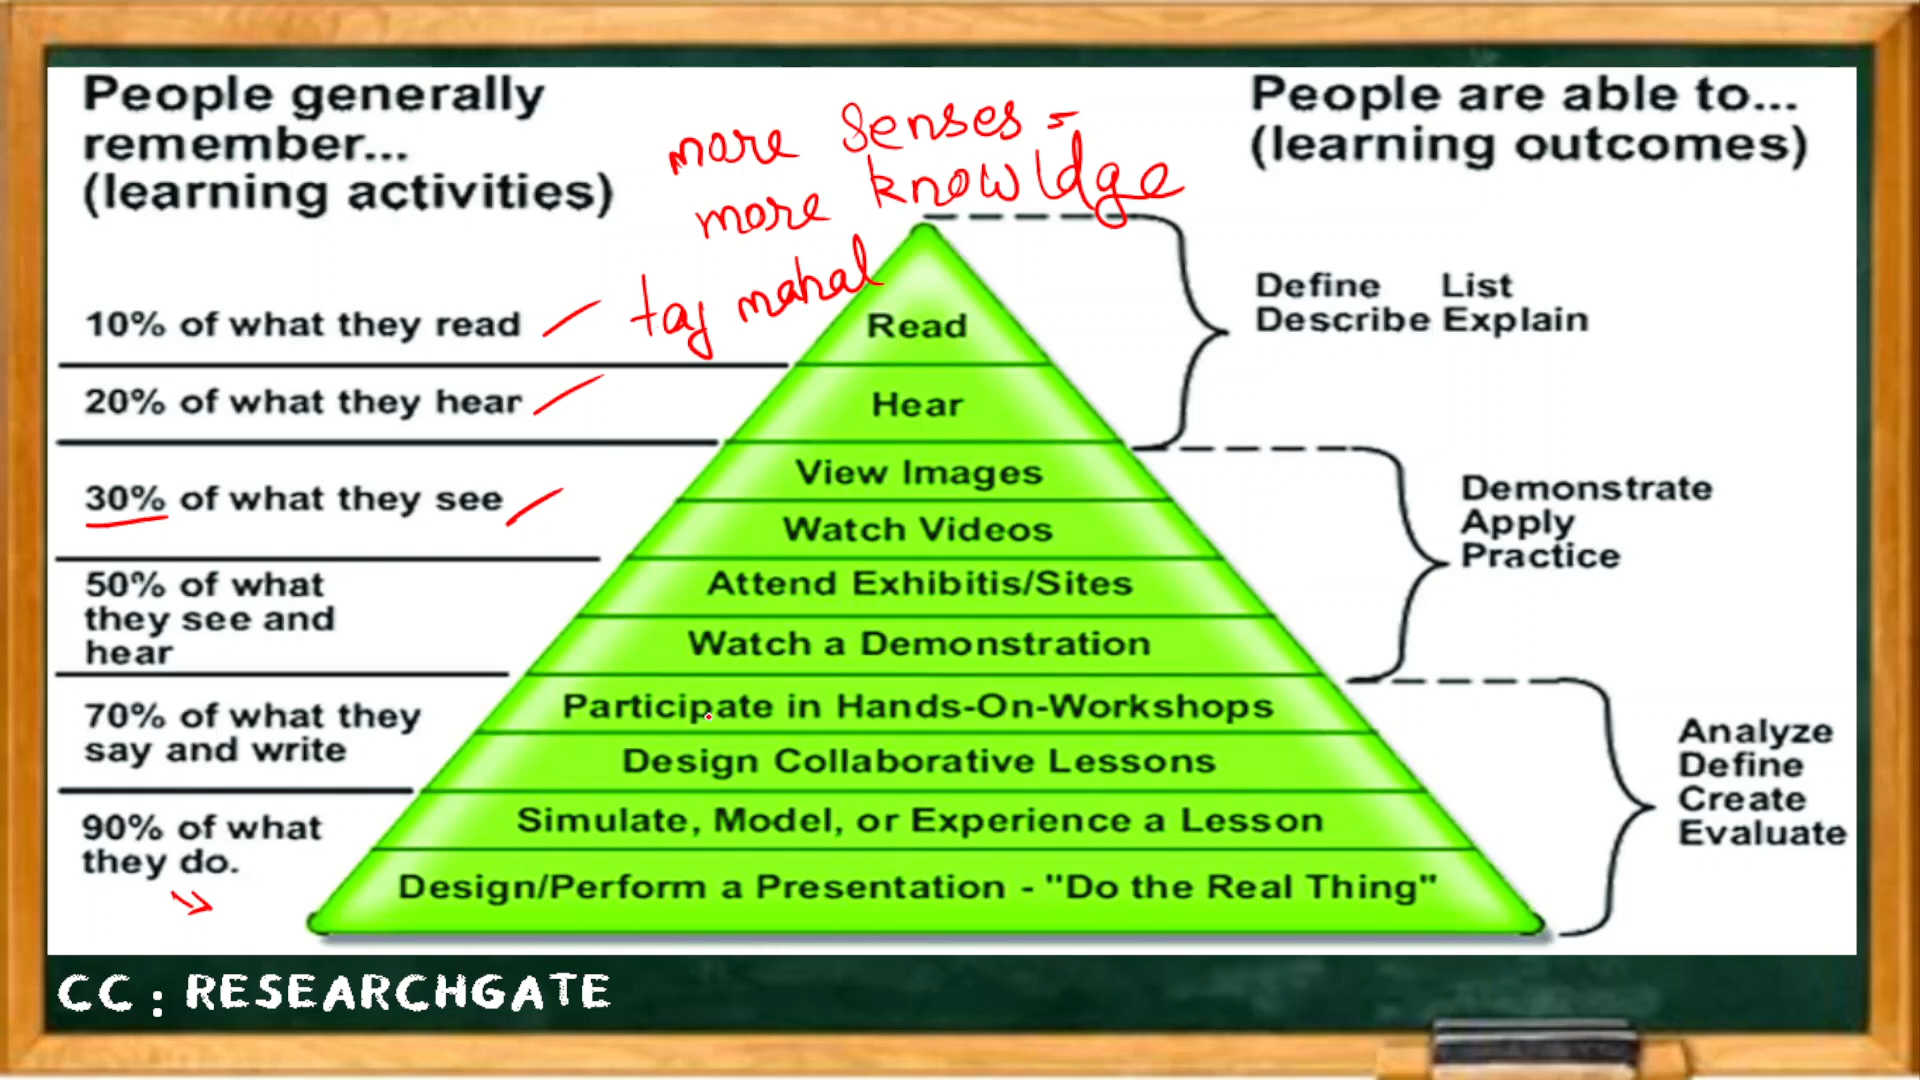 People generally
remember...
(learning activities)
more senses =
more knowldge
taj mahal
People are able to...
(learning outcomes)
10% of what they read
20% of what they hear
30% of what they see
50% of what
they see and
hear
70% of what they
say and write
90% of what
they do.
Read
Hear
View Images
Watch Videos
Attend Exhibitis/Sites
Watch a Demonstration
Participate in Hands-On-Workshops
Design Collaborative Lessons
Simulate, Model, or Experience a Lesson
Design/Perform a Presentation - "Do the Real Thing"
Define List
Describe Explain
Demonstrate
Apply
Practice
Analyze
Define
Create
Evaluate
CC : RESEARCHGATE